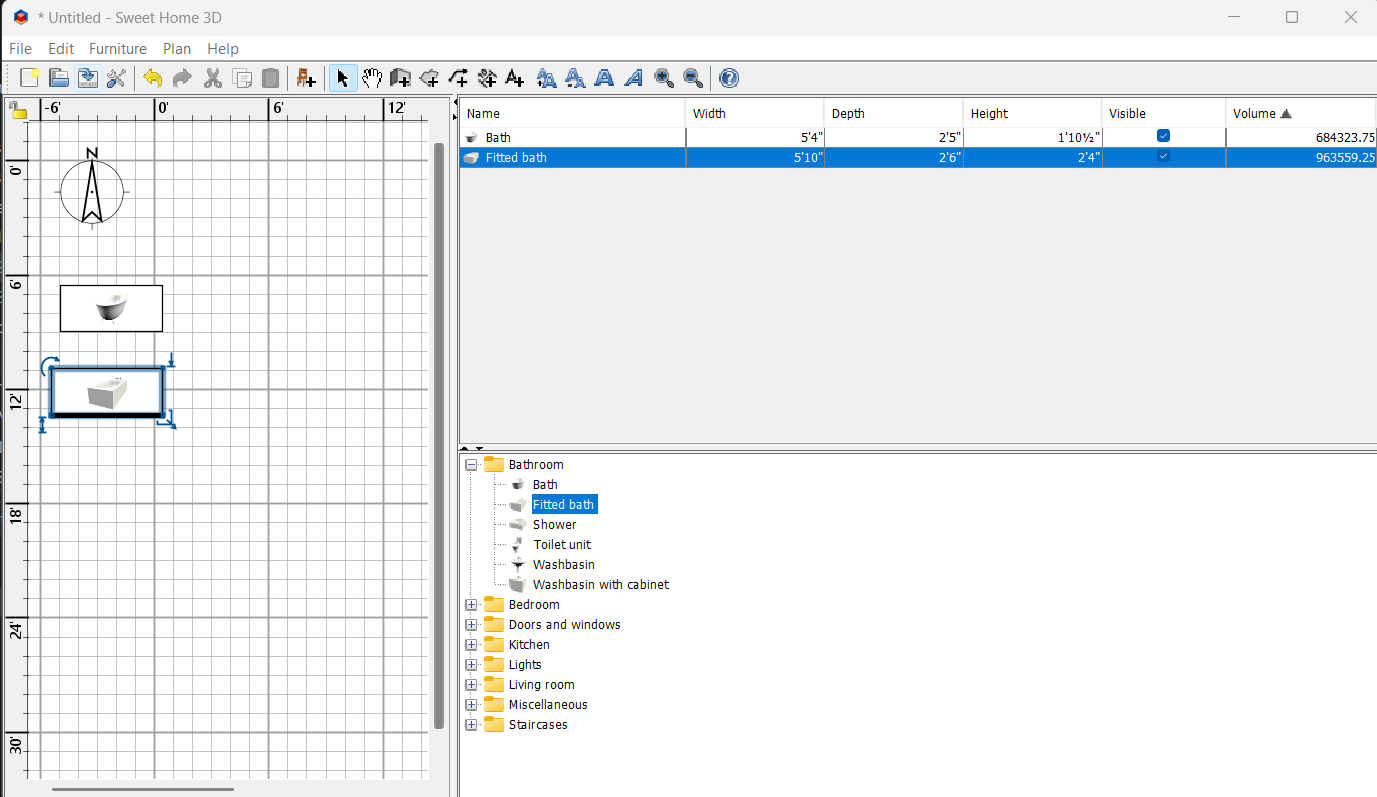 * Untitled - Sweet Home 3D
File Edit Furniture Plan Help
-6' 0' 6' 12'
Name Width Depth Height Visible Volume
Bath 5'4" 2'5" 1'10½" 684323.75
Fitted bath 5'10" 2'6" 2'4" 963559.25
N
0'
6'
12'
18'
24'
30'
Bathroom
Bath
Fitted bath
Shower
Toilet unit
Washbasin
Washbasin with cabinet
Bedroom
Doors and windows
Kitchen
Lights
Living room
Miscellaneous
Staircases